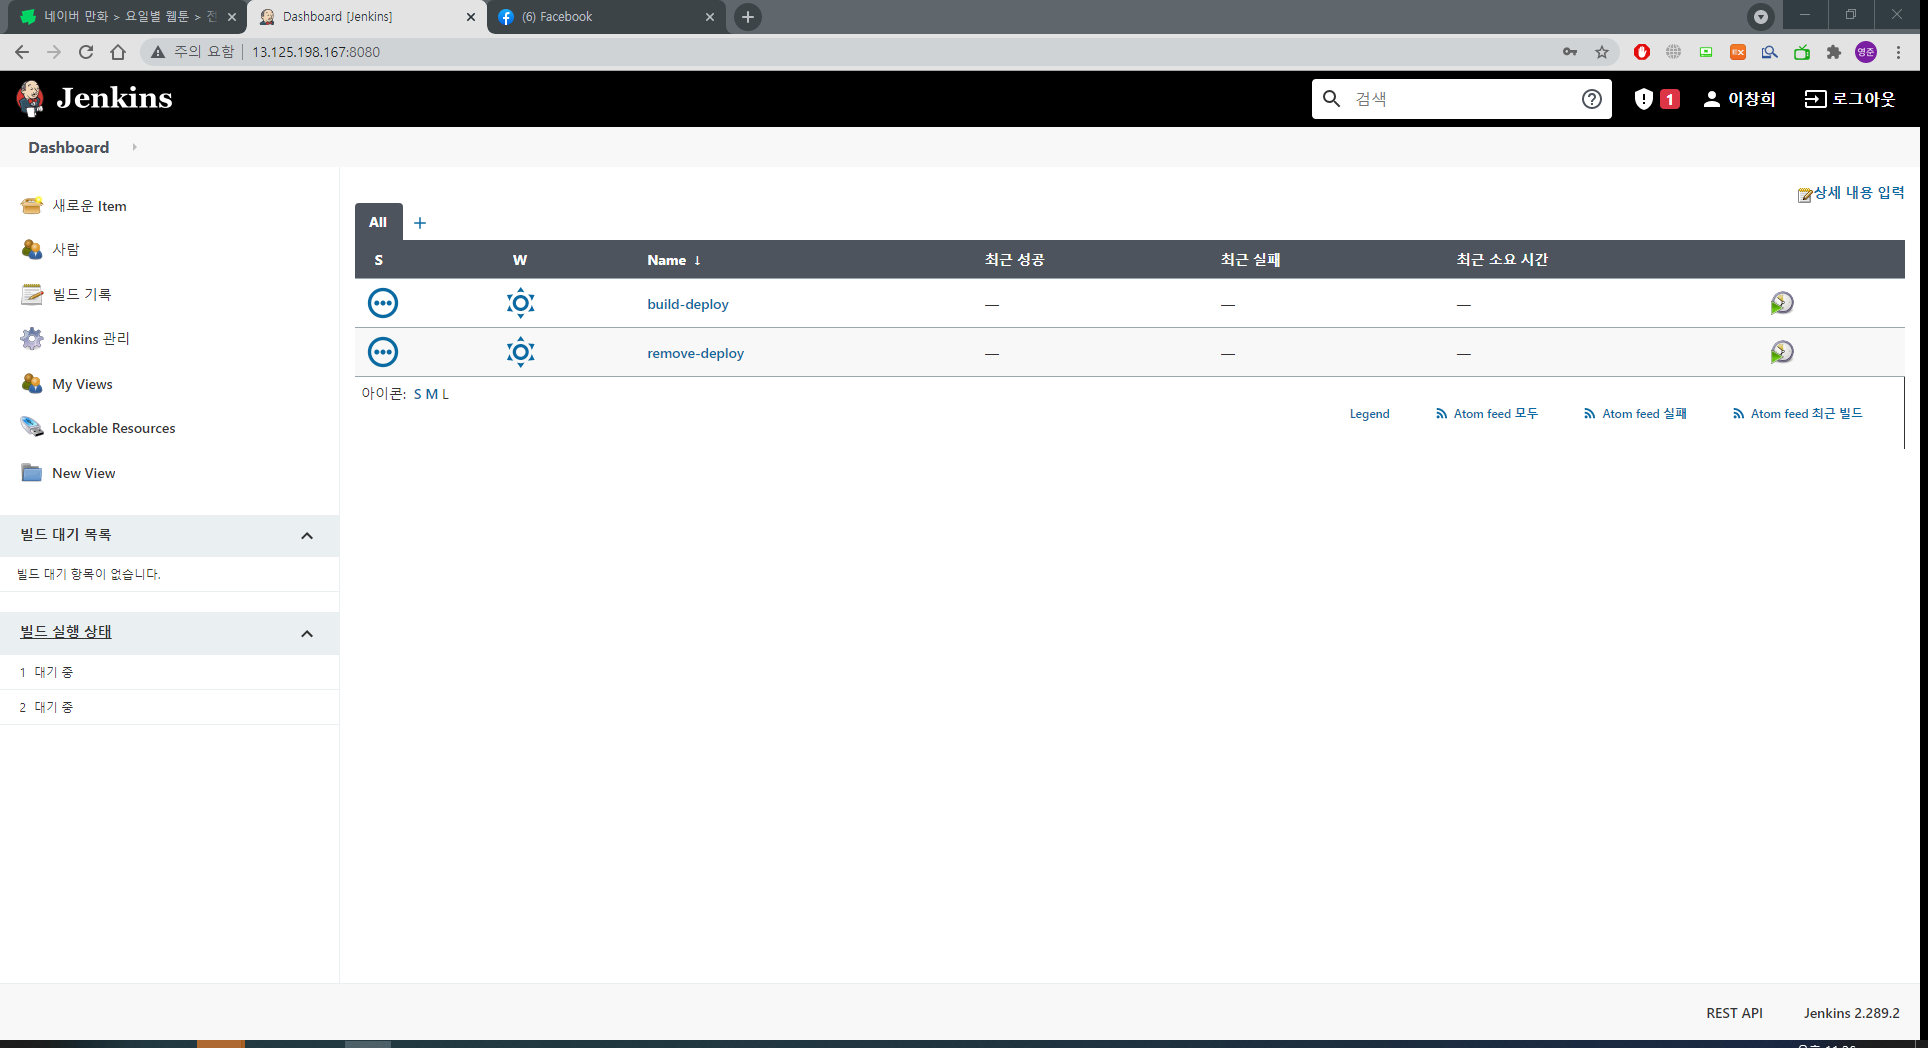 네이버 만화 > 요일별 웹툰 > 전
Dashboard [Jenkins]
(6) Facebook
주의 요함
13.125.198.167:8080
EX
영준
Jenkins
검색
1
이창희
로그아웃
Dashboard
새로운 Item
사람
빌드 기록
Jenkins 관리
My Views
Lockable Resources
New View
빌드 대기 목록
빌드 대기 항목이 없습니다.
빌드 실행 상태
1 대기 중
2 대기 중
상세 내용 입력
All +
S W Name ↓ 최근 성공 최근 실패 최근 소요 시간
build-deploy — — —
remove-deploy — — —
아이콘: S M L
Legend Atom feed 모두 Atom feed 실패 Atom feed 최근 빌드
REST API Jenkins 2.289.2